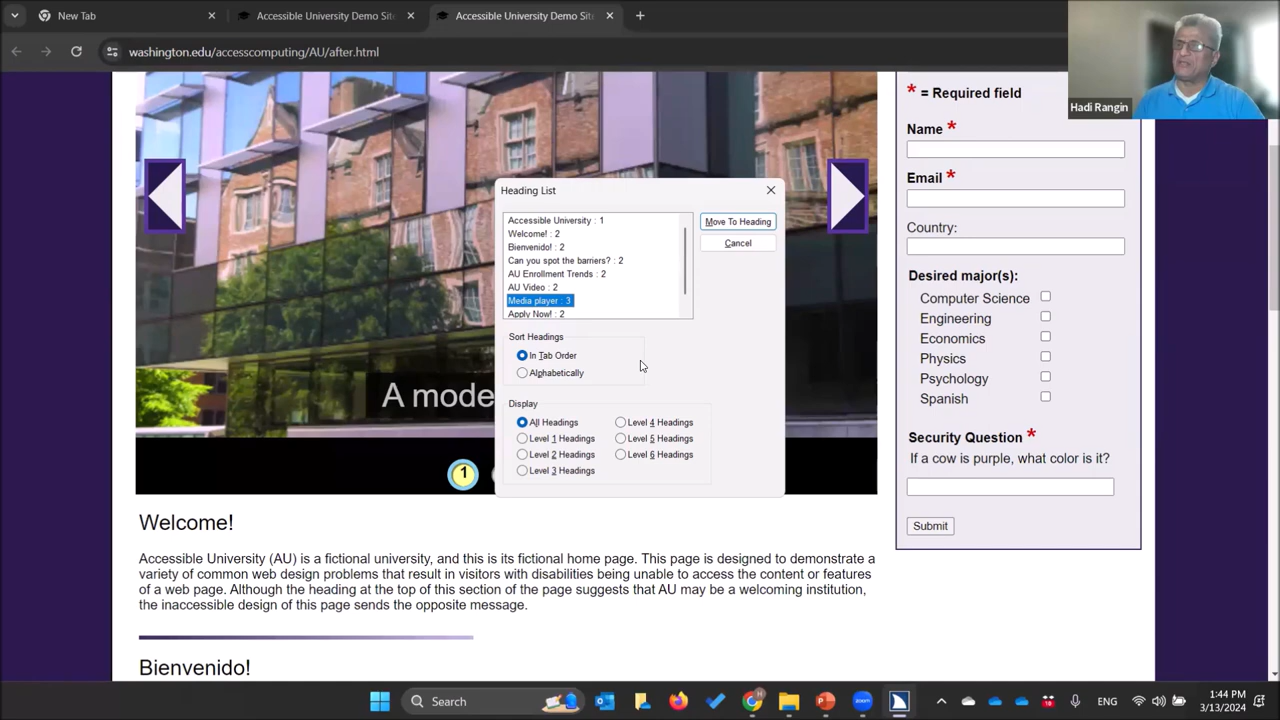 New Tab
Accessible University Demo Sit
Accessible University Demo Sit
washington.edu/accesscomputing/AU/after.html
Hadi Rangin
* = Required field
Name *
Email *
Country:
Desired major(s):
Computer Science
Engineering
Economics
Physics
Psychology
Spanish
Security Question *
If a cow is purple, what color is it?
Submit
Heading List
Accessible University : 1
Welcome! : 2
Bienvenido! : 2
Can you spot the barriers? : 2
AU Enrollment Trends : 2
AU Video : 2
Media player : 3
Apply Now! : 2
Move To Heading
Cancel
Sort Headings
In Tab Order
Alphabetically
Display
All Headings
Level 1 Headings
Level 2 Headings
Level 3 Headings
Level 4 Headings
Level 5 Headings
Level 6 Headings
A mode
1
Welcome!
Accessible University (AU) is a fictional university, and this is its fictional home page. This page is designed to demonstrate a
variety of common web design problems that result in visitors with disabilities being unable to access the content or features
of a web page. Although the heading at the top of this section of the page suggests that AU may be a welcoming institution,
the inaccessible design of this page sends the opposite message.
Bienvenido!
Search
zoom
ENG
1:44 PM
3/13/2024